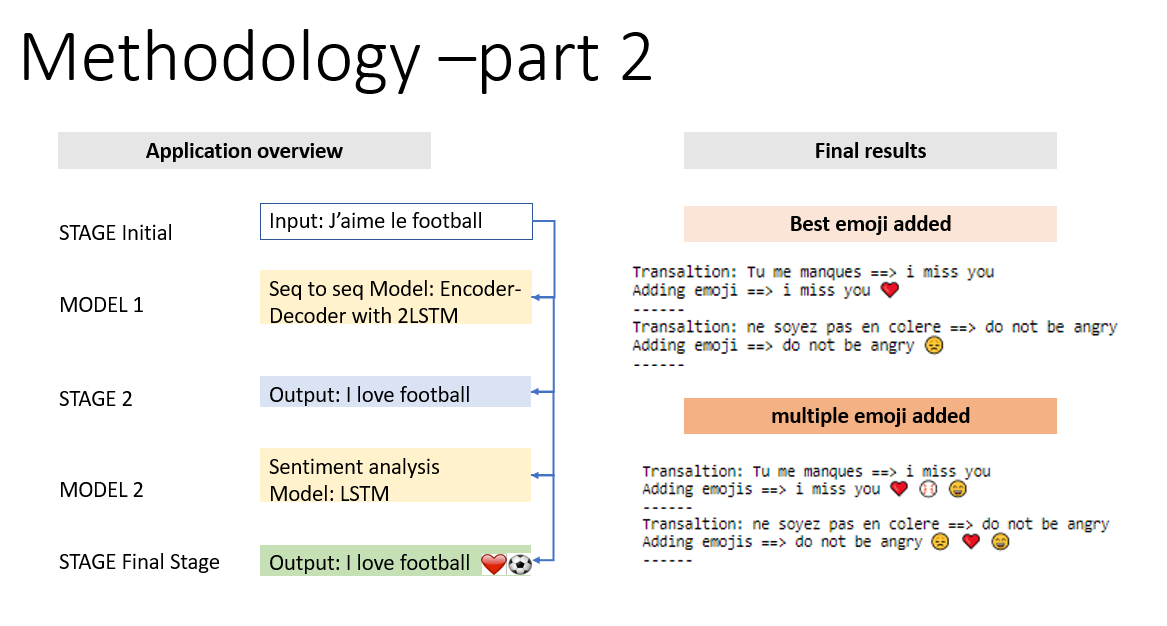 Methodology –part 2
Application overview
STAGE Initial
Input: J’aime le football
MODEL 1
Seq to seq Model: Encoder-
Decoder with 2LSTM
STAGE 2
Output: I love football
MODEL 2
Sentiment analysis
Model: LSTM
STAGE Final Stage
Output: I love football ❤️⚽
Final results
Best emoji added
Transaltion: Tu me manques ==> i miss you
Adding emoji ==> i miss you ❤️
------
Transaltion: ne soyez pas en colere ==> do not be angry
Adding emoji ==> do not be angry 😞
------
multiple emoji added
Transaltion: Tu me manques ==> i miss you
Adding emojis ==> i miss you ❤️ ⚾ 😄
------
Transaltion: ne soyez pas en colere ==> do not be angry
Adding emojis ==> do not be angry 😞 ❤️ 😄
------